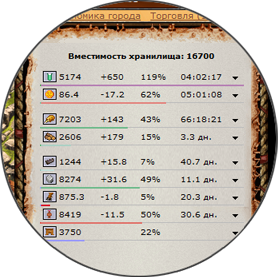 омика города Торговля г
Вместимость хранилища: 16700
5174 +650 119% 04:02:17
86.4 -17.2 62% 05:01:08
7203 +143 43% 66:18:21
2606 +179 15% 3.3 дн.
1244 +15.8 7% 40.7 дн.
8274 +31.6 49% 11.1 дн.
875.3 -1.8 5% 20.3 дн.
8419 -11.5 50% 30.6 дн.
3750 22%